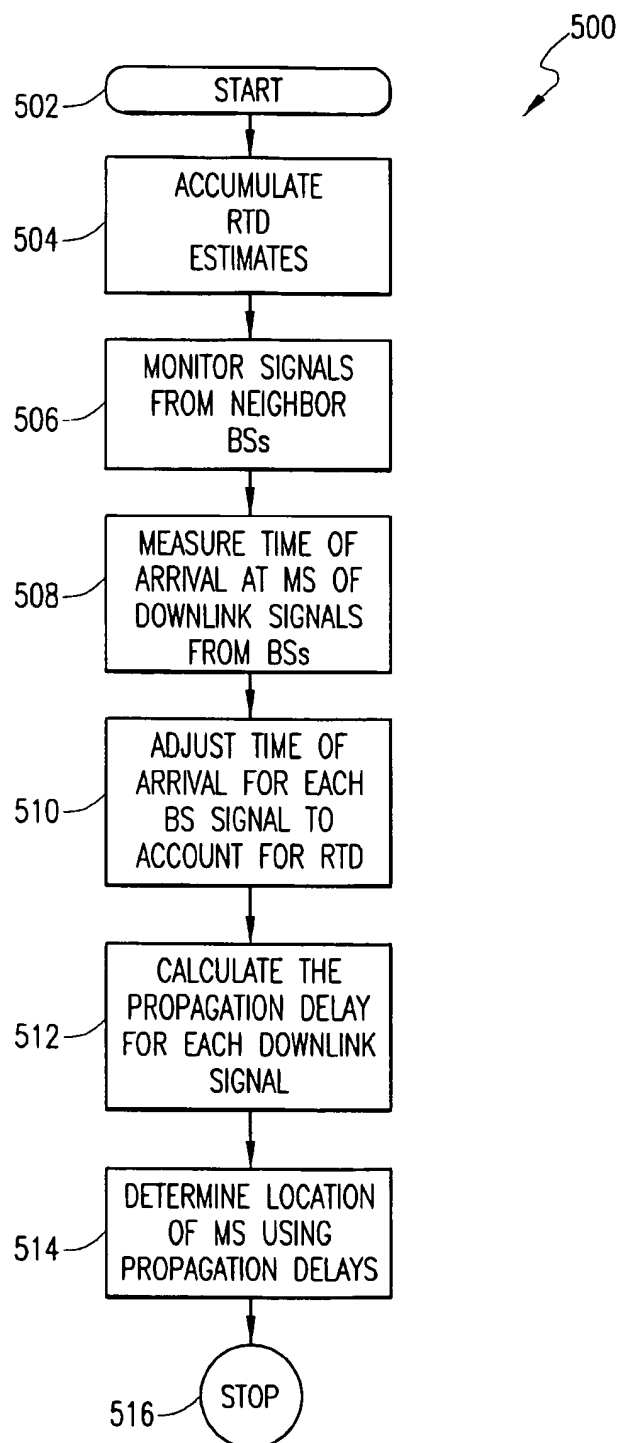 500
502
START
504
ACCUMULATE
RTD
ESTIMATES
506
MONITOR SIGNALS
FROM NEIGHBOR
BSs
508
MEASURE TIME OF
ARRIVAL AT MS OF
DOWNLINK SIGNALS
FROM BSs
510
ADJUST TIME OF
ARRIVAL FOR EACH
BS SIGNAL TO
ACCOUNT FOR RTD
512
CALCULATE THE
PROPAGATION DELAY
FOR EACH DOWNLINK
SIGNAL
514
DETERMINE LOCATION
OF MS USING
PROPAGATION DELAYS
516
STOP